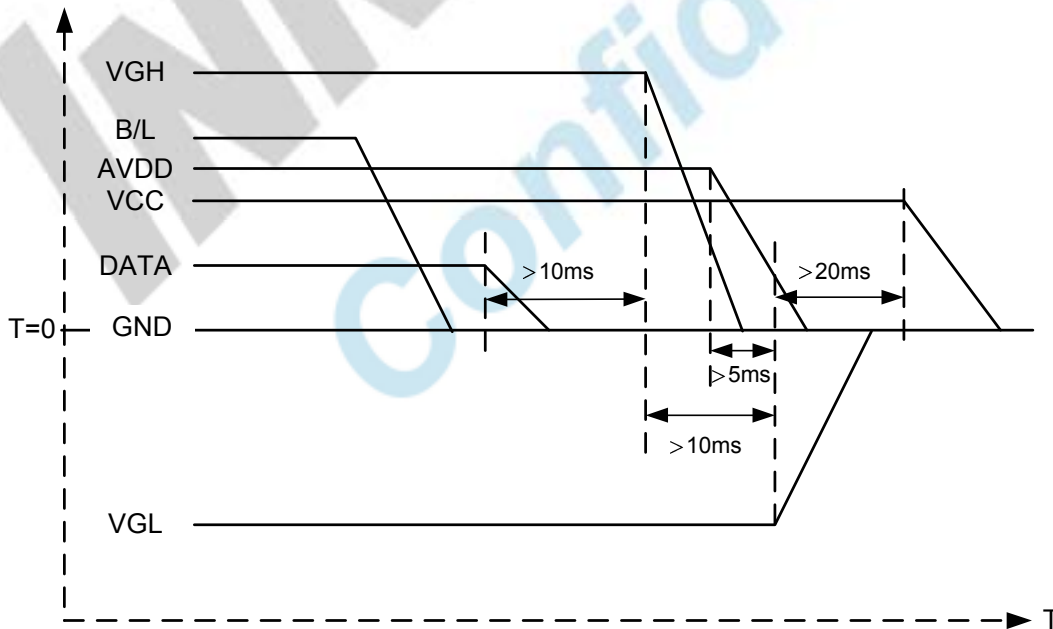 VGH
B/L
AVDD
VCC
DATA
>10ms
>20ms
T=0
GND
>5ms
>10ms
VGL
T